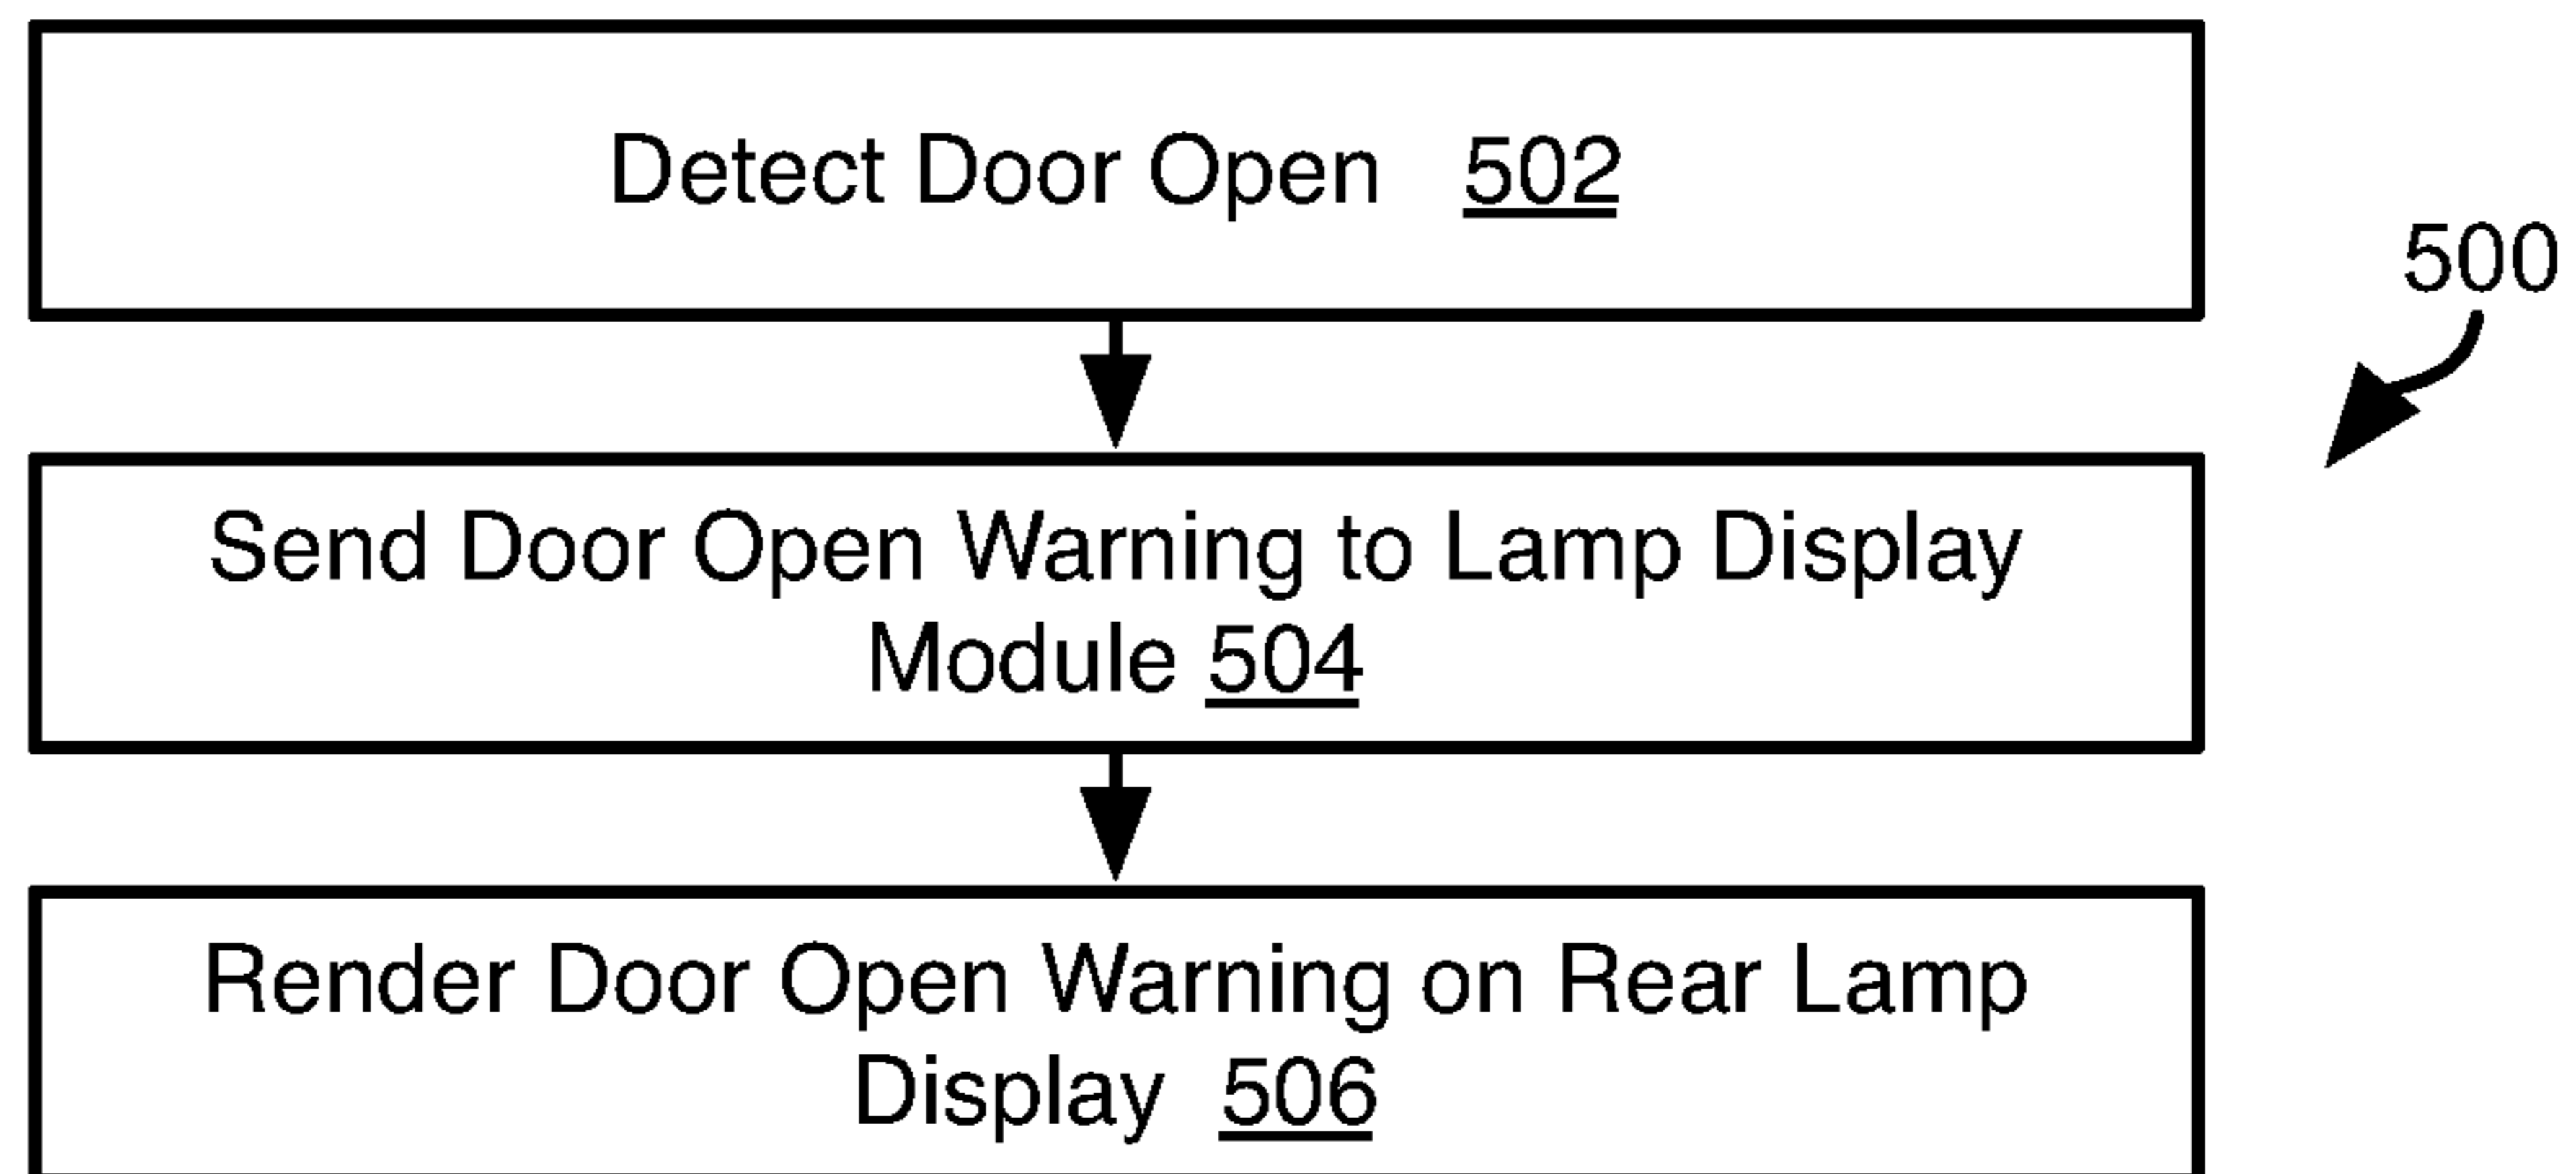 Detect Door Open 502
500
Send Door Open Warning to Lamp Display
Module 504
Render Door Open Warning on Rear Lamp
Display 506